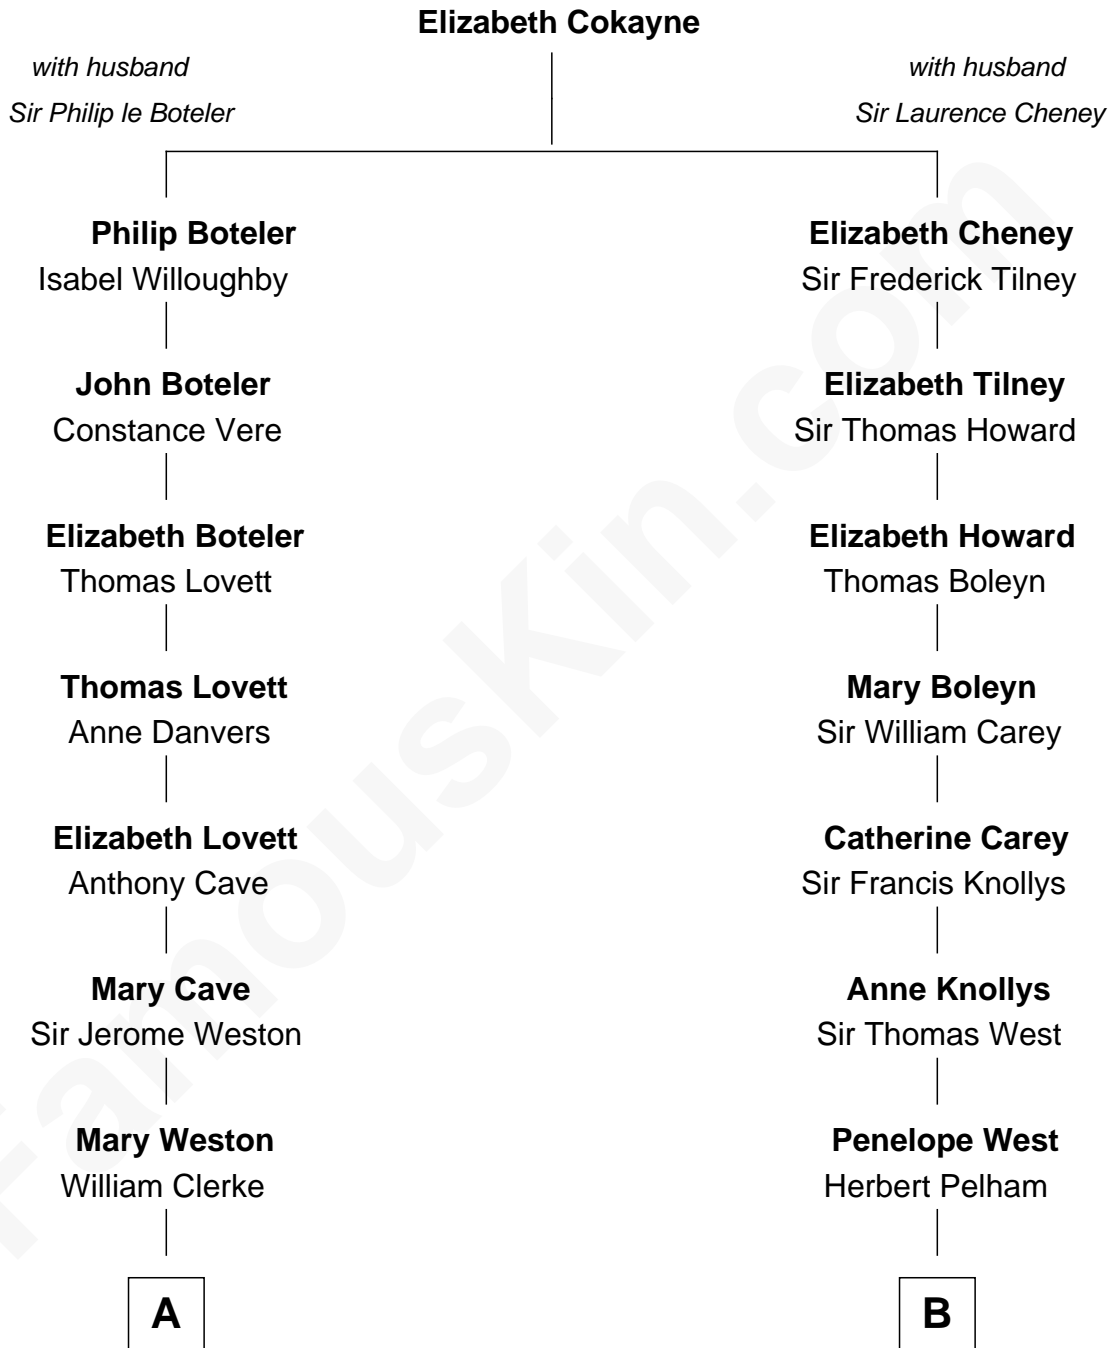 Elizabeth Cokayne
with husband
Sir Philip le Boteler
with husband
Sir Laurence Cheney
Philip Boteler
Isabel Willoughby
Elizabeth Cheney
Sir Frederick Tilney
John Boteler
Constance Vere
Elizabeth Tilney
Sir Thomas Howard
Elizabeth Boteler
Thomas Lovett
Elizabeth Howard
Thomas Boleyn
Thomas Lovett
Anne Danvers
Mary Boleyn
Sir William Carey
Elizabeth Lovett
Anthony Cave
Catherine Carey
Sir Francis Knollys
Mary Cave
Sir Jerome Weston
Anne Knollys
Sir Thomas West
Mary Weston
William Clerke
Penelope West
Herbert Pelham
A
B
FamousKin.com